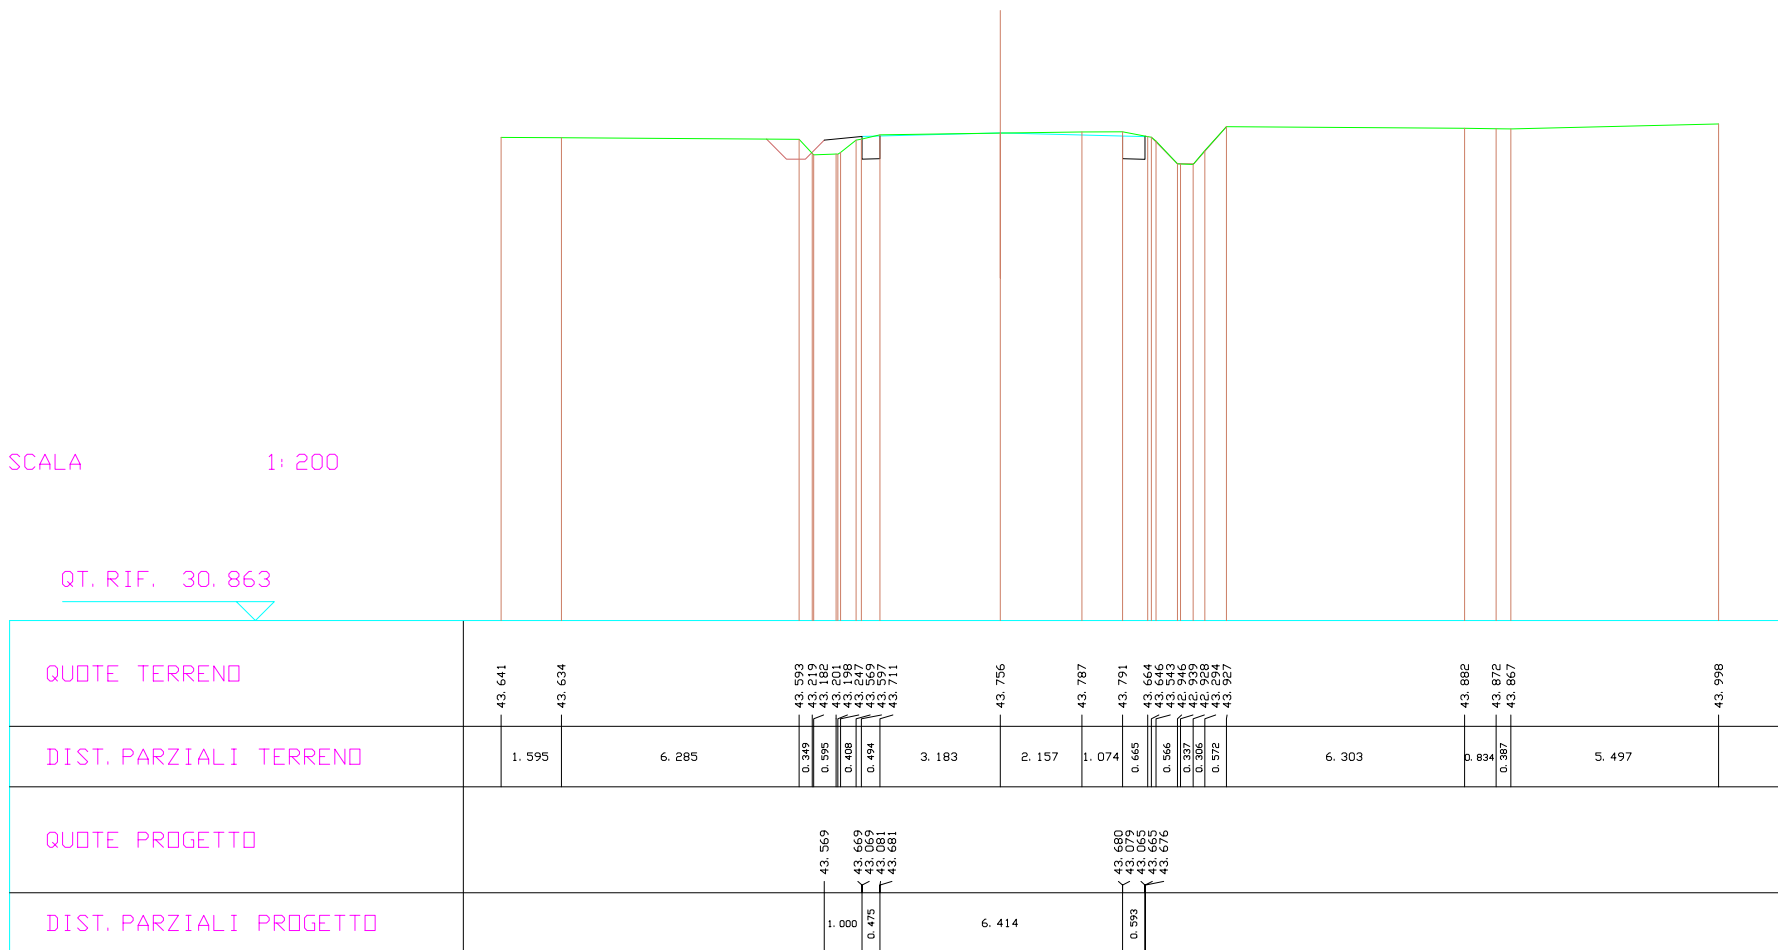 SCALA 1: 200
QT. RIF. 30. 863
QUOTE TERRENO 43. 641 43. 634 43. 593 43. 219 43. 182 43. 201 43. 198 43. 247 43. 569 43. 597 43. 711 43. 756 43. 787 43. 791 43. 664 43. 646 43. 543 42. 946 42. 939 42. 928 43. 294 43. 927 43. 882 43. 872 43. 867 43. 998
DIST. PARZIALI TERRENO 1. 595 6. 285 0. 349 0. 595 0. 408 0. 494 3. 183 2. 157 1. 074 0. 665 0. 566 0. 337 0. 306 0. 572 6. 303 0. 834 0. 387 5. 497
QUOTE PROGETTO 43. 569 43. 669 43. 069 43. 081 43. 681 43. 680 43. 079 43. 065 43. 665 43. 676
DIST. PARZIALI PROGETTO 1. 000 0. 475 6. 414 0. 593